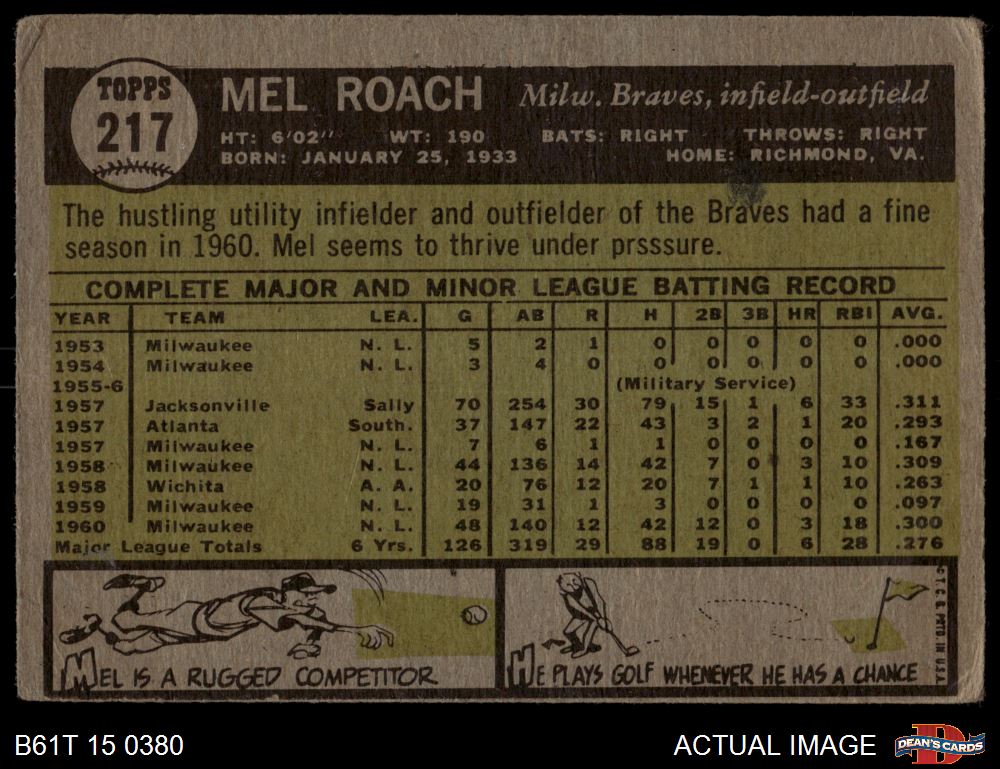 TOPPS
217
MEL ROACH Milw. Braves, infield-outfield
HT: 6'02" WT: 190 BATS: RIGHT THROWS: RIGHT
BORN: JANUARY 25, 1933 HOME: RICHMOND, VA.
The hustling utility infielder and outfielder of the Braves had a fine
season in 1960. Mel seems to thrive under prsssure.
COMPLETE MAJOR AND MINOR LEAGUE BATTING RECORD
YEAR TEAM LEA. G AB R H 2B 3B HR RBI AVG.
1953 Milwaukee N. L. 5 2 1 0 0 0 0 0 .000
1954 Milwaukee N. L. 3 4 0 0 0 0 0 0 .000
1955-6 (Military Service)
1957 Jacksonville Sally 70 254 30 79 15 1 6 33 .311
1957 Atlanta South. 37 147 22 43 3 2 1 20 .293
1957 Milwaukee N. L. 7 6 1 1 0 0 0 0 .167
1958 Milwaukee N. L. 44 136 14 42 7 0 3 10 .309
1958 Wichita A. A. 20 76 12 20 7 1 1 10 .263
1959 Milwaukee N. L. 19 31 1 3 0 0 0 0 .097
1960 Milwaukee N. L. 48 140 12 42 12 0 3 18 .300
Major League Totals 6 Yrs. 126 319 29 88 19 0 6 28 .276
MEL IS A RUGGED COMPETITOR
HE PLAYS GOLF WHENEVER HE HAS A CHANCE
© T. C. G. PRTD. IN U.S.A.
B61T 15 0380
ACTUAL IMAGE
D
DEAN'S CARDS